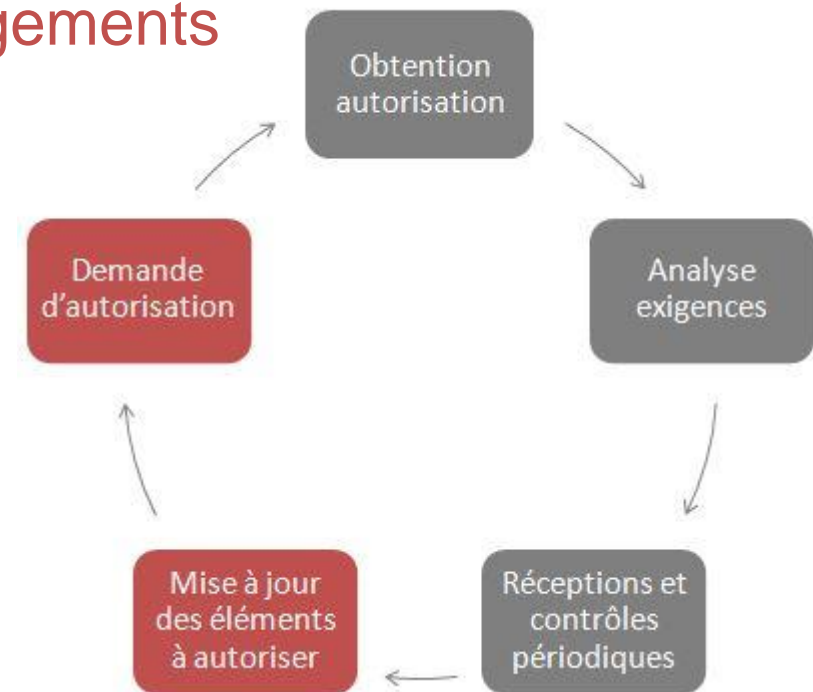 gements
Obtention
autorisation
Demande
d'autorisation
Analyse
exigences
Mise à jour
des éléments
à autoriser
Réceptions et
contrôles
périodiques